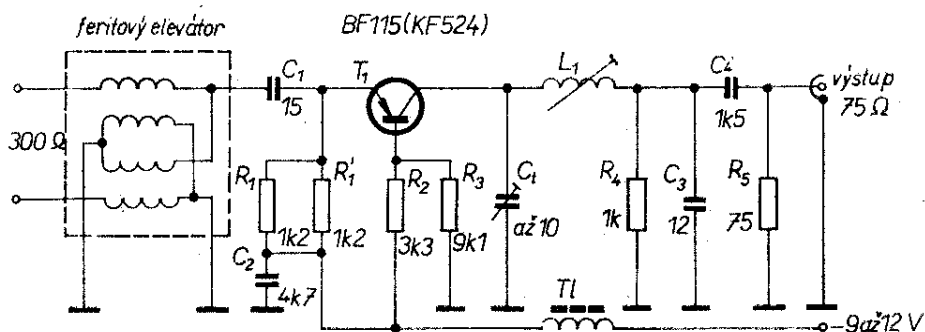 feritový elevátor
BF115(KF524)
300 Ω
C₁
15
T₁
L₁
C4
1k5
výstup
75 Ω
R₁
1k2
R₁'
1k2
R₂
3k3
R₃
9k1
Cₜ
až 10
R₄
1k
C₃
12
R₅
75
C₂
4k7
Tl
-9 až 12 V